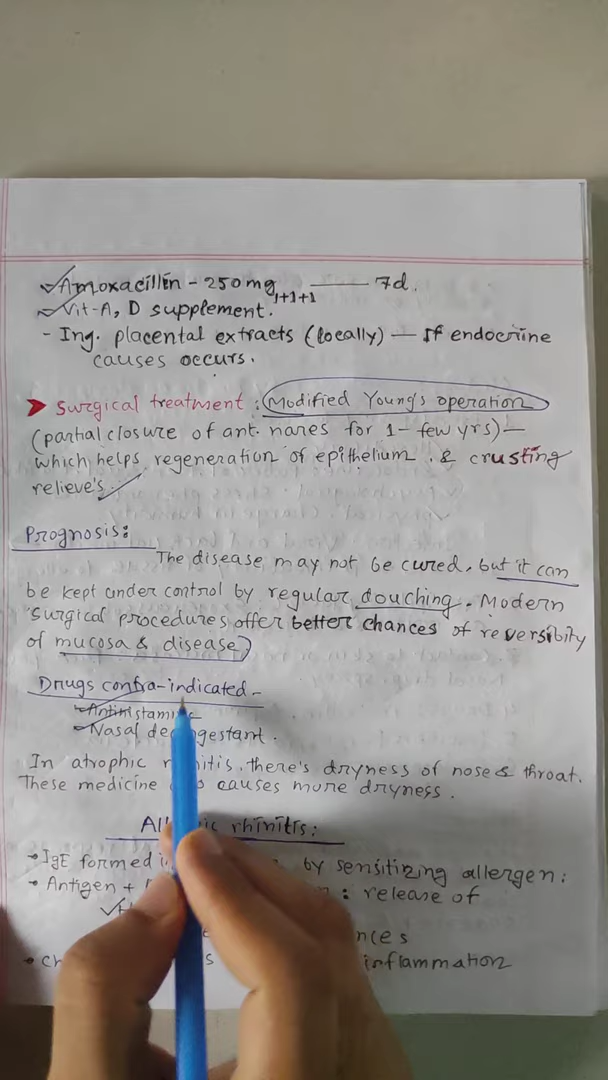 Amoxacillin - 250mg 1+1+1 —— 7d.
Vit-A, D supplement.
- Ing. placental extracts (locally) — If endocrine
causes occurs.
➤ Surgical treatment : Modified Young's operation
(partial closure of ant. nares for 1- few yrs) —
which helps regeneration of epithelium. & crusting
relieve's.
Prognosis:
The disease may not be cured, but it can
be kept under control by regular douching. Modern
surgical procedures offer better chances of reversibity
of mucosa & disease)
Drugs contra-indicated -
Nasal
In atrophic there's dryness of nose & throat.
These medicine causes more dryness.
rhinitis:
• IgE formed by sensitizing allergen:
• Antigen + : release of
inflammation